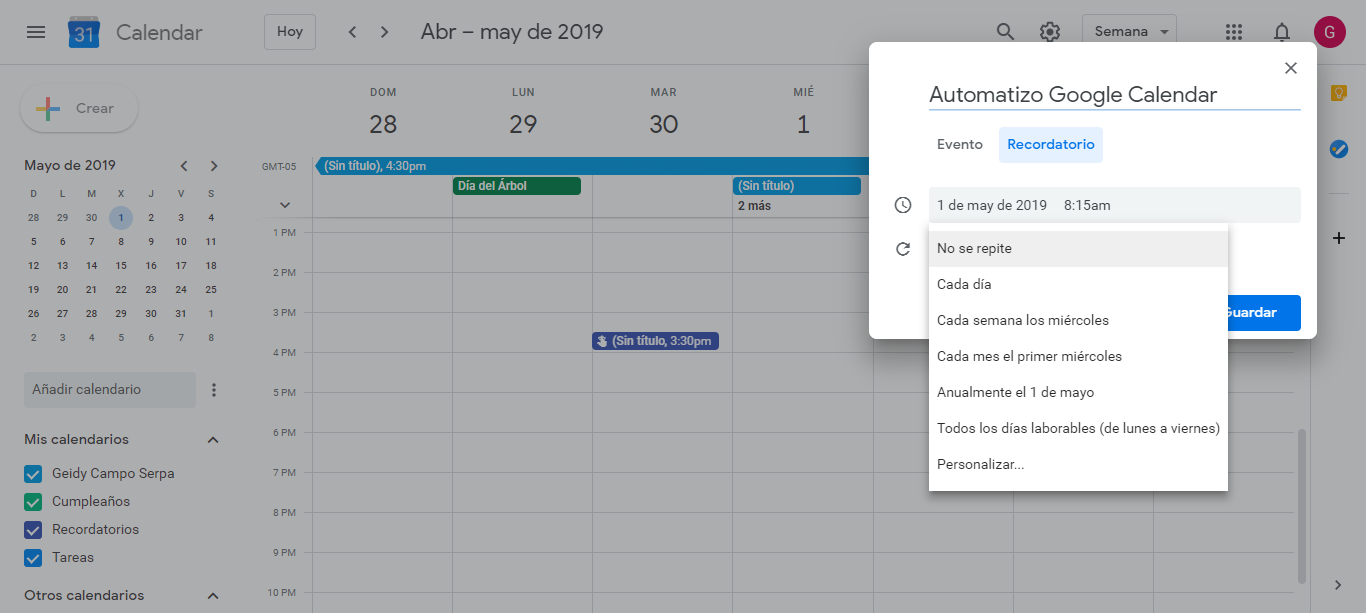 31 Calendar
Hoy
Abr – may de 2019
Semana
G
Crear
Mayo de 2019
D L M X J V S
28 29 30 1 2 3 4
5 6 7 8 9 10 11
12 13 14 15 16 17 18
19 20 21 22 23 24 25
26 27 28 29 30 31 1
2 3 4 5 6 7 8
Añadir calendario
Mis calendarios
Geidy Campo Serpa
Cumpleaños
Recordatorios
Tareas
Otros calendarios
DOM LUN MAR MIÉ
28 29 30 1
GMT-05
(Sin título), 4:30pm
Día del Árbol
(Sin título)
2 más
1 PM
2 PM
3 PM
(Sin título, 3:30pm
4 PM
5 PM
6 PM
7 PM
8 PM
9 PM
10 PM
Automatizo Google Calendar
Evento Recordatorio
1 de may de 2019 8:15am
No se repite
Cada día
Cada semana los miércoles
Cada mes el primer miércoles
Anualmente el 1 de mayo
Todos los días laborables (de lunes a viernes)
Personalizar...
Guardar